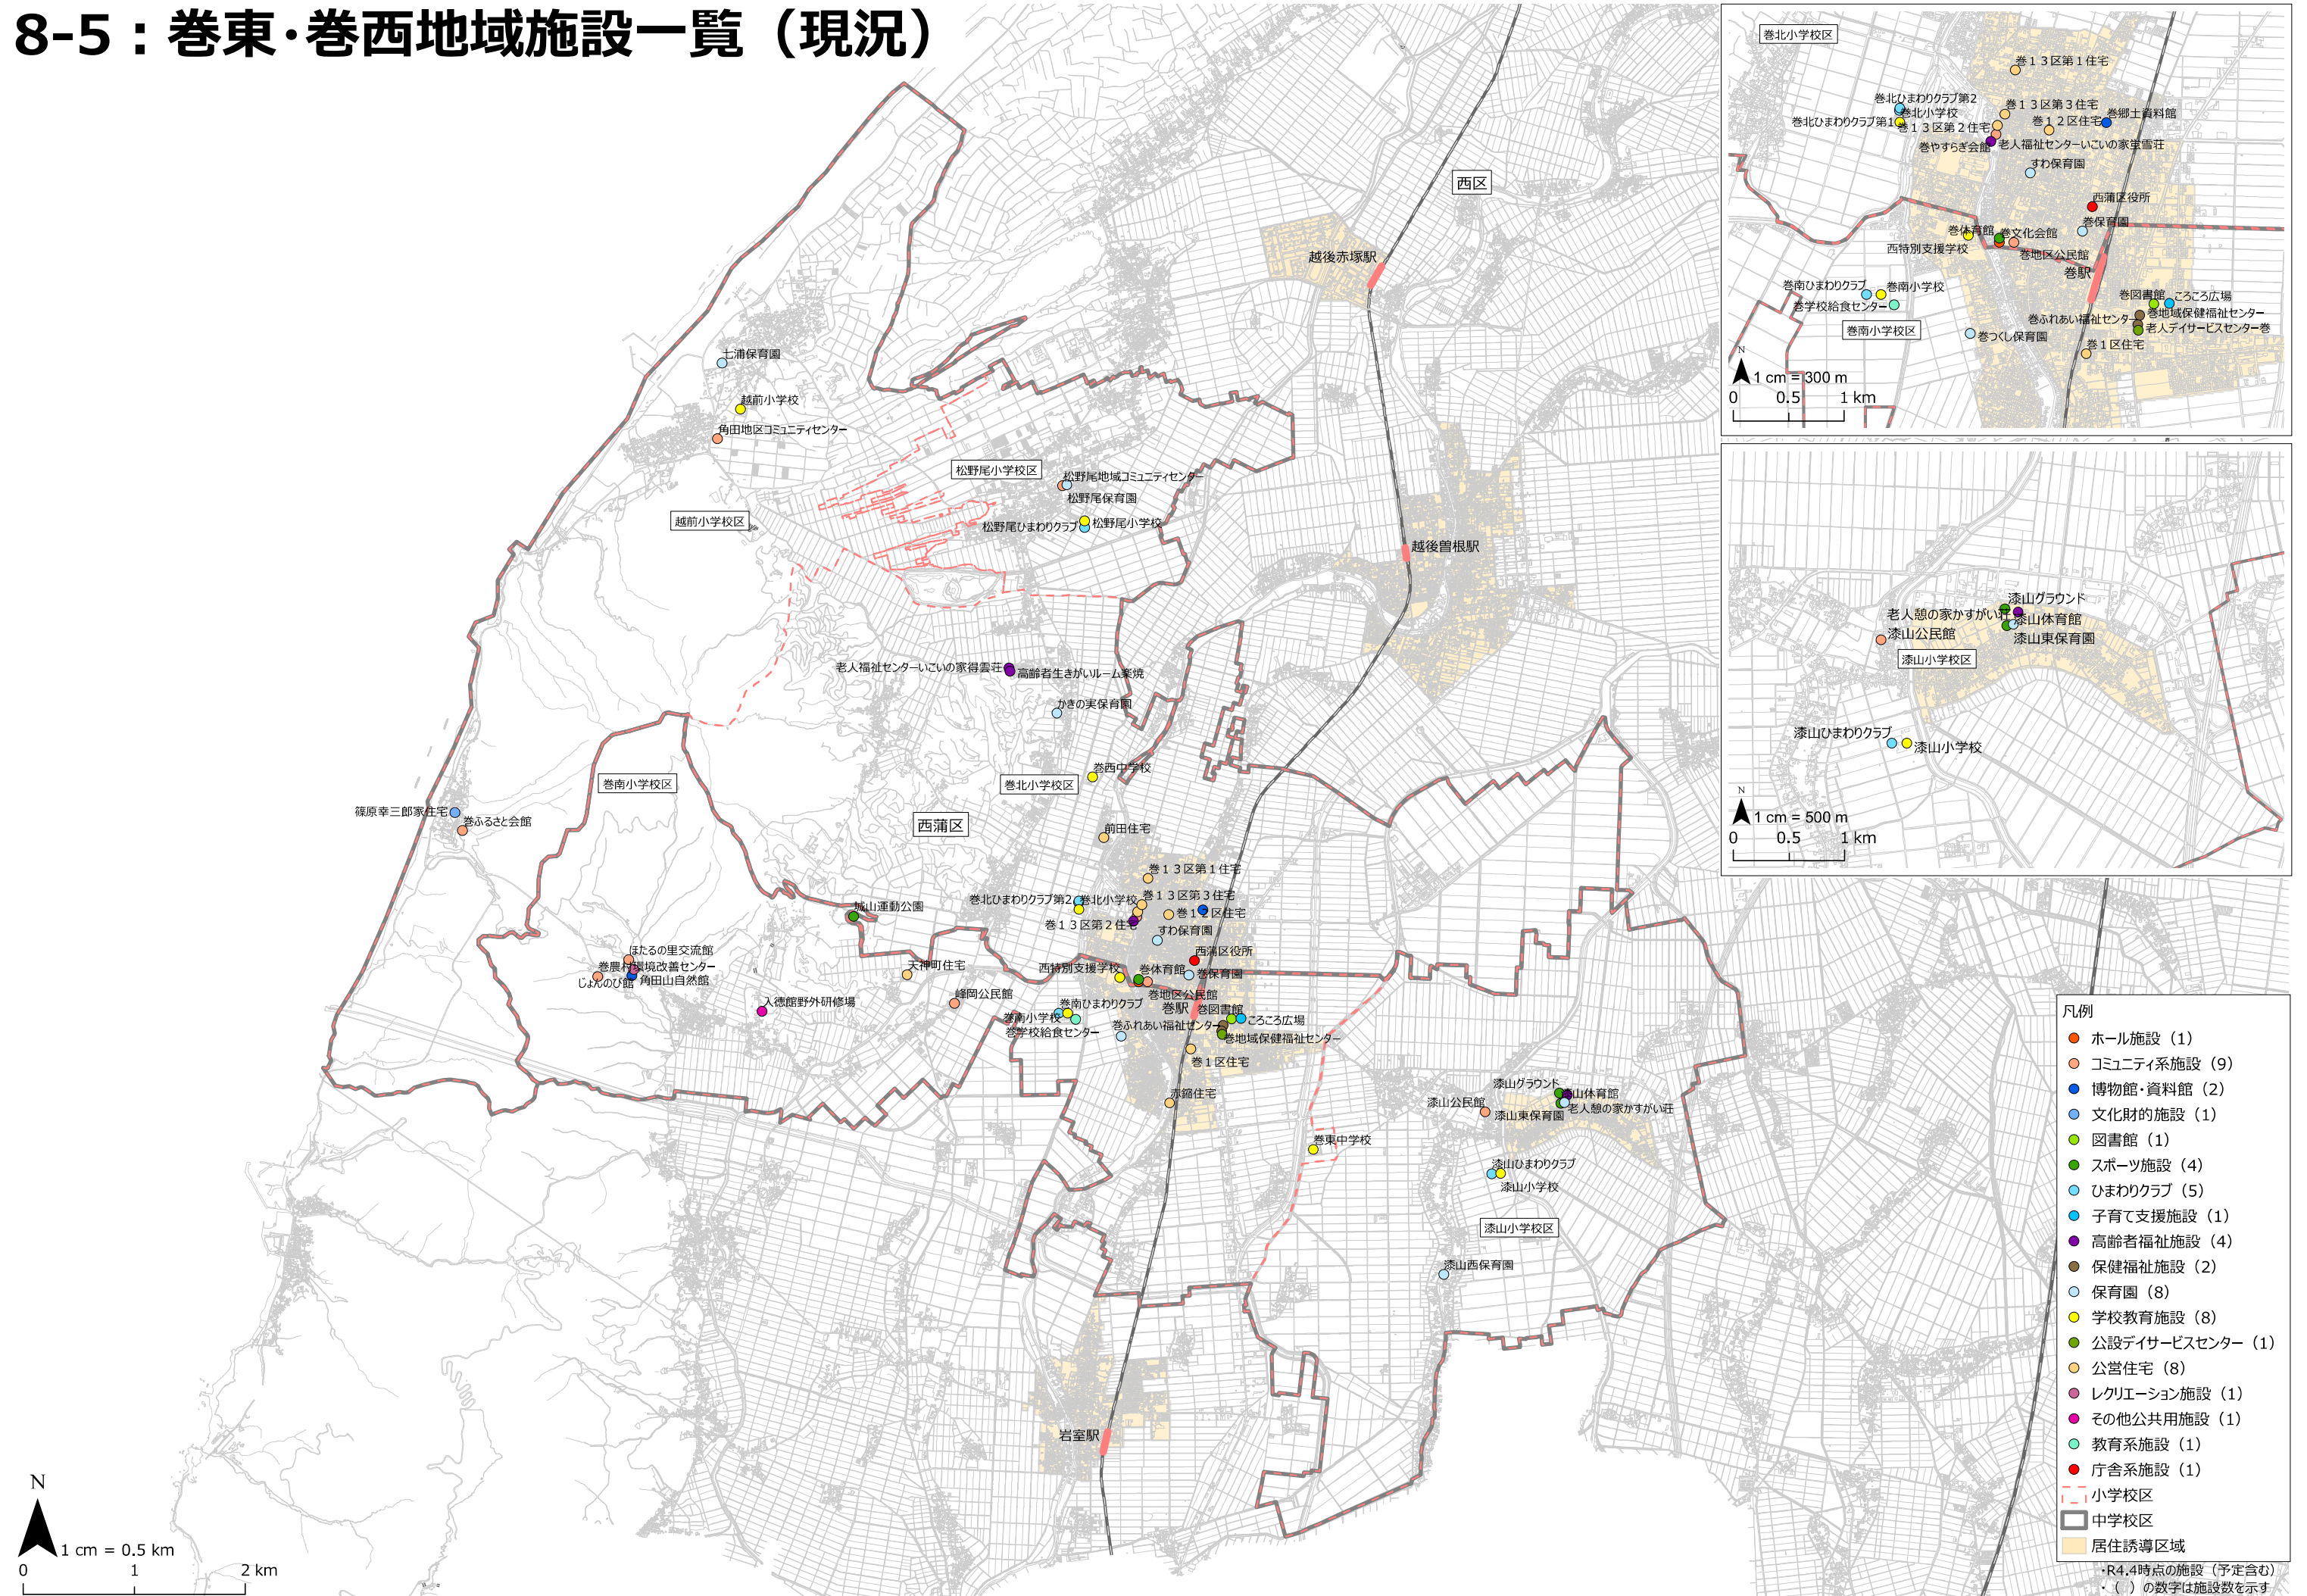 8-5：巻東･巻西地域施設一覧（現況）
西区
越後赤塚駅
七浦保育園
越前小学校
角田地区コミュニティセンター
松野尾小学校区
松野尾地域コミュニティセンター
松野尾保育園
越前小学校区
松野尾ひまわりクラブ
松野尾小学校
越後曽根駅
老人福祉センターいこいの家得雲荘
高齢者生きがいルーム楽焼
かきの実保育園
巻西中学校
巻南小学校区
巻北小学校区
篠原幸三郎家住宅
巻ふるさと会館
西蒲区
前田住宅
巻１３区第１住宅
巻北ひまわりクラブ第2
巻北小学校
巻１３区第３住宅
城山運動公園
巻１２区住宅
巻１３区第２住宅
すわ保育園
ほたるの里交流館
西蒲区役所
巻農村環境改善センター
天神町住宅
西特別支援学校
巻体育館
巻保育園
じょんのび館
角田山自然館
峰岡公民館
巻地区公民館
入徳館野外研修場
巻南ひまわりクラブ
巻駅
巻図書館
巻南小学校
ころころ広場
巻学校給食センター
巻ふれあい福祉センター
巻地域保健福祉センター
巻１区住宅
赤鏥住宅
漆山グラウンド
漆山体育館
漆山公民館
漆山東保育園
老人憩の家かすがい荘
巻東中学校
漆山ひまわりクラブ
漆山小学校
漆山小学校区
漆山西保育園
岩室駅
N
1 cm = 0.5 km
0 1 2 km
巻北小学校区
巻１３区第１住宅
巻北ひまわりクラブ第2
巻北小学校
巻１３区第３住宅
巻郷土資料館
巻北ひまわりクラブ第1
巻１３区第２住宅
巻１２区住宅
巻やすらぎ会館
老人福祉センターいこいの家宝雪荘
すわ保育園
西蒲区役所
巻保育園
巻体育館
巻文化会館
西特別支援学校
巻地区公民館
巻駅
巻南ひまわりクラブ
巻南小学校
巻図書館
ころころ広場
巻学校給食センター
巻地域保健福祉センター
巻ふれあい福祉センター
老人デイサービスセンター巻
巻南小学校区
巻つくし保育園
巻１区住宅
N
1 cm = 300 m
0 0.5 1 km
漆山グラウンド
老人憩の家かすがい荘
漆山体育館
漆山公民館
漆山東保育園
漆山小学校区
漆山ひまわりクラブ
漆山小学校
N
1 cm = 500 m
0 0.5 1 km
凡例
ホール施設（1）
コミュニティ系施設（9）
博物館･資料館（2）
文化財的施設（1）
図書館（1）
スポーツ施設（4）
ひまわりクラブ（5）
子育て支援施設（1）
高齢者福祉施設（4）
保健福祉施設（2）
保育園（8）
学校教育施設（8）
公設デイサービスセンター（1）
公営住宅（8）
レクリエーション施設（1）
その他公共用施設（1）
教育系施設（1）
庁舎系施設（1）
小学校区
中学校区
居住誘導区域
･R4.4時点の施設（予定含む）
･（ ）の数字は施設数を示す